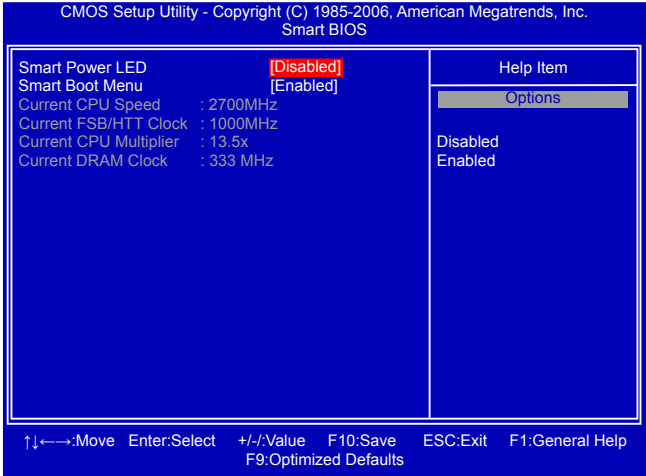 CMOS Setup Utility - Copyright (C) 1985-2006, American Megatrends, Inc.
Smart BIOS
Smart Power LED [Disabled]
Smart Boot Menu [Enabled]
Current CPU Speed : 2700MHz
Current FSB/HTT Clock : 1000MHz
Current CPU Multiplier : 13.5x
Current DRAM Clock : 333 MHz
Help Item
Options
Disabled
Enabled
↑↓←→:Move Enter:Select +/-/:Value F10:Save ESC:Exit F1:General Help
F9:Optimized Defaults